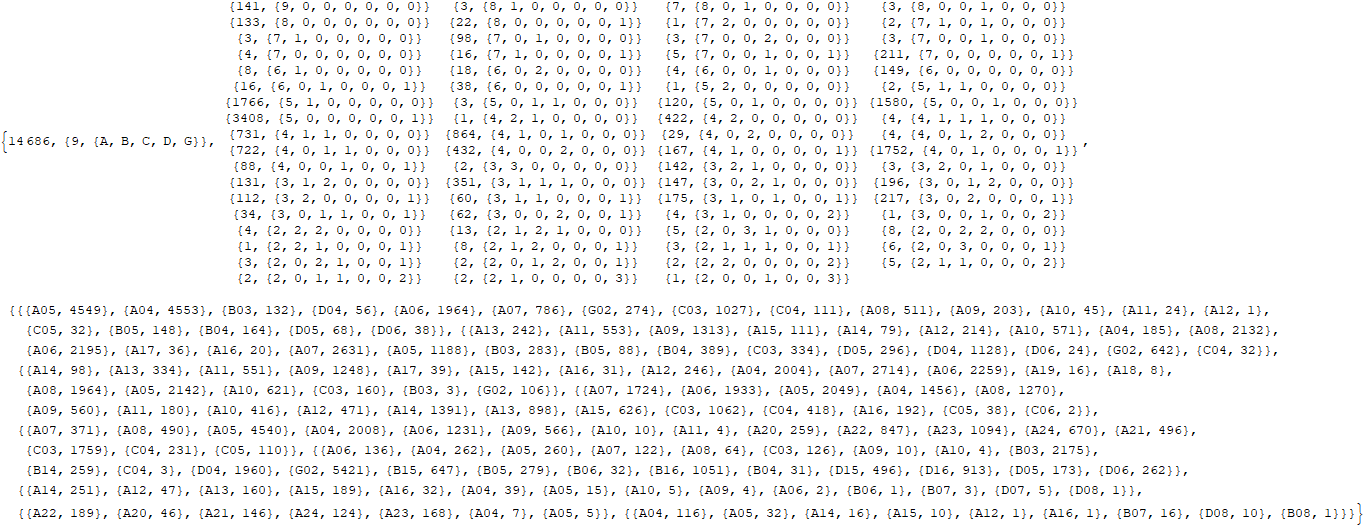 {141, {9, 0, 0, 0, 0, 0, 0}} {3, {8, 1, 0, 0, 0, 0, 0}} {7, {8, 0, 1, 0, 0, 0, 0}} {3, {8, 0, 0, 1, 0, 0, 0}}
{133, {8, 0, 0, 0, 0, 0, 0}} {22, {8, 0, 0, 0, 0, 0, 1}} {1, {7, 2, 0, 0, 0, 0, 0}} {2, {7, 1, 0, 1, 0, 0, 0}}
{3, {7, 1, 0, 0, 0, 0, 0}} {98, {7, 0, 1, 0, 0, 0, 0}} {3, {7, 0, 0, 2, 0, 0, 0}} {3, {7, 0, 0, 1, 0, 0, 0}}
{4, {7, 0, 0, 0, 0, 0, 0}} {16, {7, 1, 0, 0, 0, 0, 1}} {5, {7, 0, 0, 1, 0, 0, 1}} {211, {7, 0, 0, 0, 0, 0, 1}}
{8, {6, 1, 0, 0, 0, 0, 0}} {18, {6, 0, 2, 0, 0, 0, 0}} {4, {6, 0, 0, 1, 0, 0, 0}} {149, {6, 0, 0, 0, 0, 0, 0}}
{16, {6, 0, 1, 0, 0, 0, 1}} {38, {6, 0, 0, 0, 0, 0, 1}} {1, {5, 2, 0, 0, 0, 0, 0}} {2, {5, 1, 1, 0, 0, 0, 0}}
{1766, {5, 1, 0, 0, 0, 0, 0}} {3, {5, 0, 1, 1, 0, 0, 0}} {120, {5, 0, 1, 0, 0, 0, 0}} {1580, {5, 0, 0, 1, 0, 0, 0}}
{3408, {5, 0, 0, 0, 0, 0, 1}} {1, {4, 2, 1, 0, 0, 0, 0}} {422, {4, 2, 0, 0, 0, 0, 0}} {4, {4, 1, 1, 1, 0, 0, 0}}
{14 686, {9, {A, B, C, D, G}}, {731, {4, 1, 1, 0, 0, 0, 0}} {864, {4, 1, 0, 1, 0, 0, 0}} {29, {4, 0, 2, 0, 0, 0, 0}} {4, {4, 0, 0, 1, 2, 0, 0}} ,
{722, {4, 0, 1, 1, 0, 0, 0}} {432, {4, 0, 0, 2, 0, 0, 0}} {167, {4, 1, 0, 0, 0, 0, 1}} {1752, {4, 0, 1, 0, 0, 0, 1}}
{88, {4, 0, 0, 1, 0, 0, 1}} {2, {3, 3, 0, 0, 0, 0, 0}} {142, {3, 2, 1, 0, 0, 0, 0}} {3, {3, 2, 0, 1, 0, 0, 0}}
{131, {3, 1, 2, 0, 0, 0, 0}} {351, {3, 1, 1, 1, 0, 0, 0}} {147, {3, 0, 2, 1, 0, 0, 0}} {196, {3, 0, 1, 2, 0, 0, 0}}
{112, {3, 2, 0, 0, 0, 0, 1}} {60, {3, 1, 1, 0, 0, 0, 1}} {175, {3, 1, 0, 1, 0, 0, 1}} {217, {3, 0, 2, 0, 0, 0, 1}}
{34, {3, 0, 1, 1, 0, 0, 1}} {62, {3, 0, 0, 2, 0, 0, 1}} {4, {3, 1, 0, 0, 0, 0, 2}} {1, {3, 0, 0, 1, 0, 0, 2}}
{4, {2, 2, 2, 0, 0, 0, 0}} {13, {2, 1, 2, 1, 0, 0, 0}} {5, {2, 0, 3, 1, 0, 0, 0}} {8, {2, 0, 2, 2, 0, 0, 0}}
{1, {2, 2, 1, 0, 0, 0, 1}} {8, {2, 1, 2, 0, 0, 0, 1}} {3, {2, 1, 1, 1, 0, 0, 1}} {6, {2, 0, 3, 0, 0, 0, 1}}
{3, {2, 0, 2, 1, 0, 0, 1}} {2, {2, 0, 1, 2, 0, 0, 1}} {2, {2, 2, 0, 0, 0, 0, 2}} {5, {2, 1, 1, 0, 0, 0, 2}}
{2, {2, 0, 1, 1, 0, 0, 2}} {2, {2, 1, 0, 0, 0, 0, 3}} {1, {2, 0, 0, 1, 0, 0, 3}}
{{{A05, 4549}, {A04, 4553}, {B03, 132}, {D04, 56}, {A06, 1964}, {A07, 786}, {G02, 274}, {C03, 1027}, {C04, 111}, {A08, 511}, {A09, 203}, {A10, 45}, {A11, 24}, {A12, 1},
{C05, 32}, {B05, 148}, {B04, 164}, {D05, 68}, {D06, 38}}, {{A13, 242}, {A11, 553}, {A09, 1313}, {A15, 111}, {A14, 79}, {A12, 214}, {A10, 571}, {A04, 185}, {A08, 2132},
{A06, 2195}, {A17, 36}, {A16, 20}, {A07, 2631}, {A05, 1188}, {B03, 283}, {B05, 88}, {B04, 389}, {C03, 334}, {D05, 296}, {D04, 1128}, {D06, 24}, {G02, 642}, {C04, 32}},
{{A14, 98}, {A13, 334}, {A11, 551}, {A09, 1248}, {A17, 39}, {A15, 142}, {A16, 31}, {A12, 246}, {A04, 2004}, {A07, 2714}, {A06, 2259}, {A19, 16}, {A18, 8},
{A08, 1964}, {A05, 2142}, {A10, 621}, {C03, 160}, {B03, 3}, {G02, 106}}, {{A07, 1724}, {A06, 1933}, {A05, 2049}, {A04, 1456}, {A08, 1270},
{A09, 560}, {A11, 180}, {A10, 416}, {A12, 471}, {A14, 1391}, {A13, 898}, {A15, 626}, {C03, 1062}, {C04, 418}, {A16, 192}, {C05, 38}, {C06, 2}},
{{A07, 371}, {A08, 490}, {A05, 4540}, {A04, 2008}, {A06, 1231}, {A09, 566}, {A10, 10}, {A11, 4}, {A20, 259}, {A22, 847}, {A23, 1094}, {A24, 670}, {A21, 496},
{C03, 1759}, {C04, 231}, {C05, 110}}, {{A06, 136}, {A04, 262}, {A05, 260}, {A07, 122}, {A08, 64}, {C03, 126}, {A09, 10}, {A10, 4}, {B03, 2175},
{B14, 259}, {C04, 3}, {D04, 1960}, {G02, 5421}, {B15, 647}, {B05, 279}, {B06, 32}, {B16, 1051}, {B04, 31}, {D15, 496}, {D16, 913}, {D05, 173}, {D06, 262}},
{{A14, 251}, {A12, 47}, {A13, 160}, {A15, 189}, {A16, 32}, {A04, 39}, {A05, 15}, {A10, 5}, {A09, 4}, {A06, 2}, {B06, 1}, {B07, 3}, {D07, 5}, {D08, 1}},
{{A22, 189}, {A20, 46}, {A21, 146}, {A24, 124}, {A23, 168}, {A04, 7}, {A05, 5}}, {{A04, 116}, {A05, 32}, {A14, 16}, {A15, 10}, {A12, 1}, {A16, 1}, {B07, 16}, {D08, 10}, {B08, 1}}}}